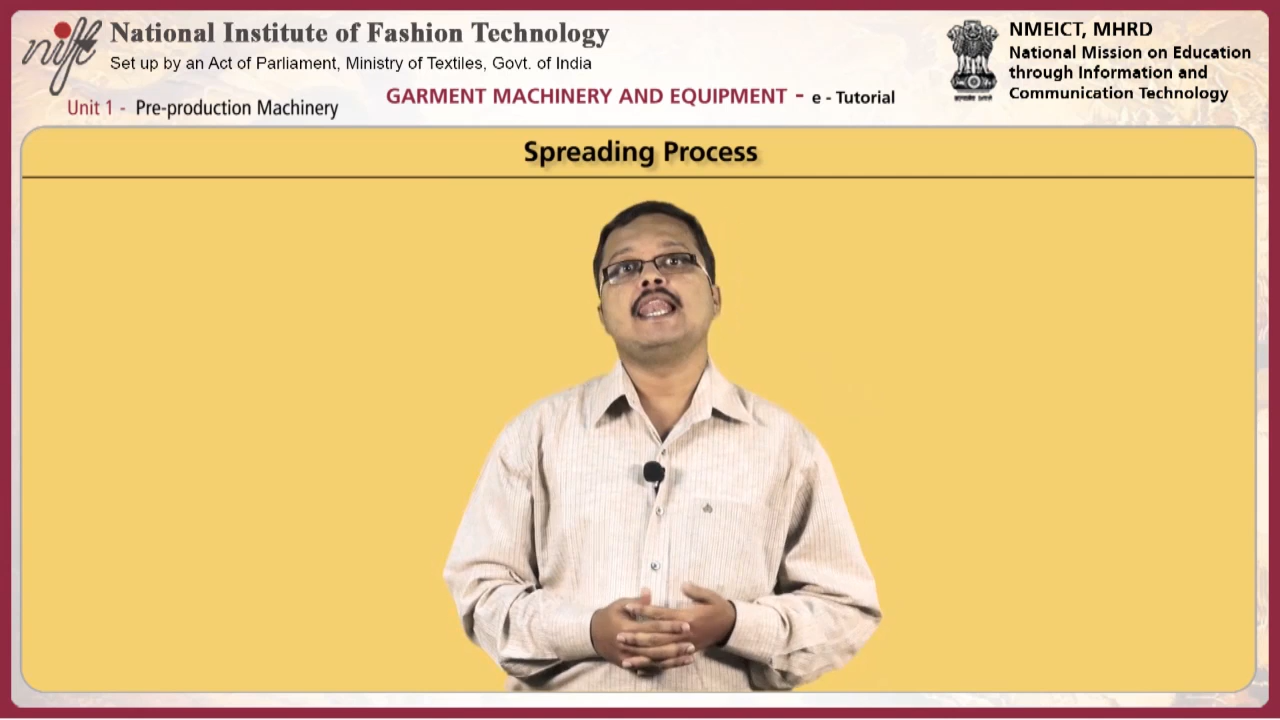 nift
National Institute of Fashion Technology
Set up by an Act of Parliament, Ministry of Textiles, Govt. of India
Unit 1 - Pre-production Machinery
GARMENT MACHINERY AND EQUIPMENT - e - Tutorial
NMEICT, MHRD
National Mission on Education
through Information and
Communication Technology
Spreading Process